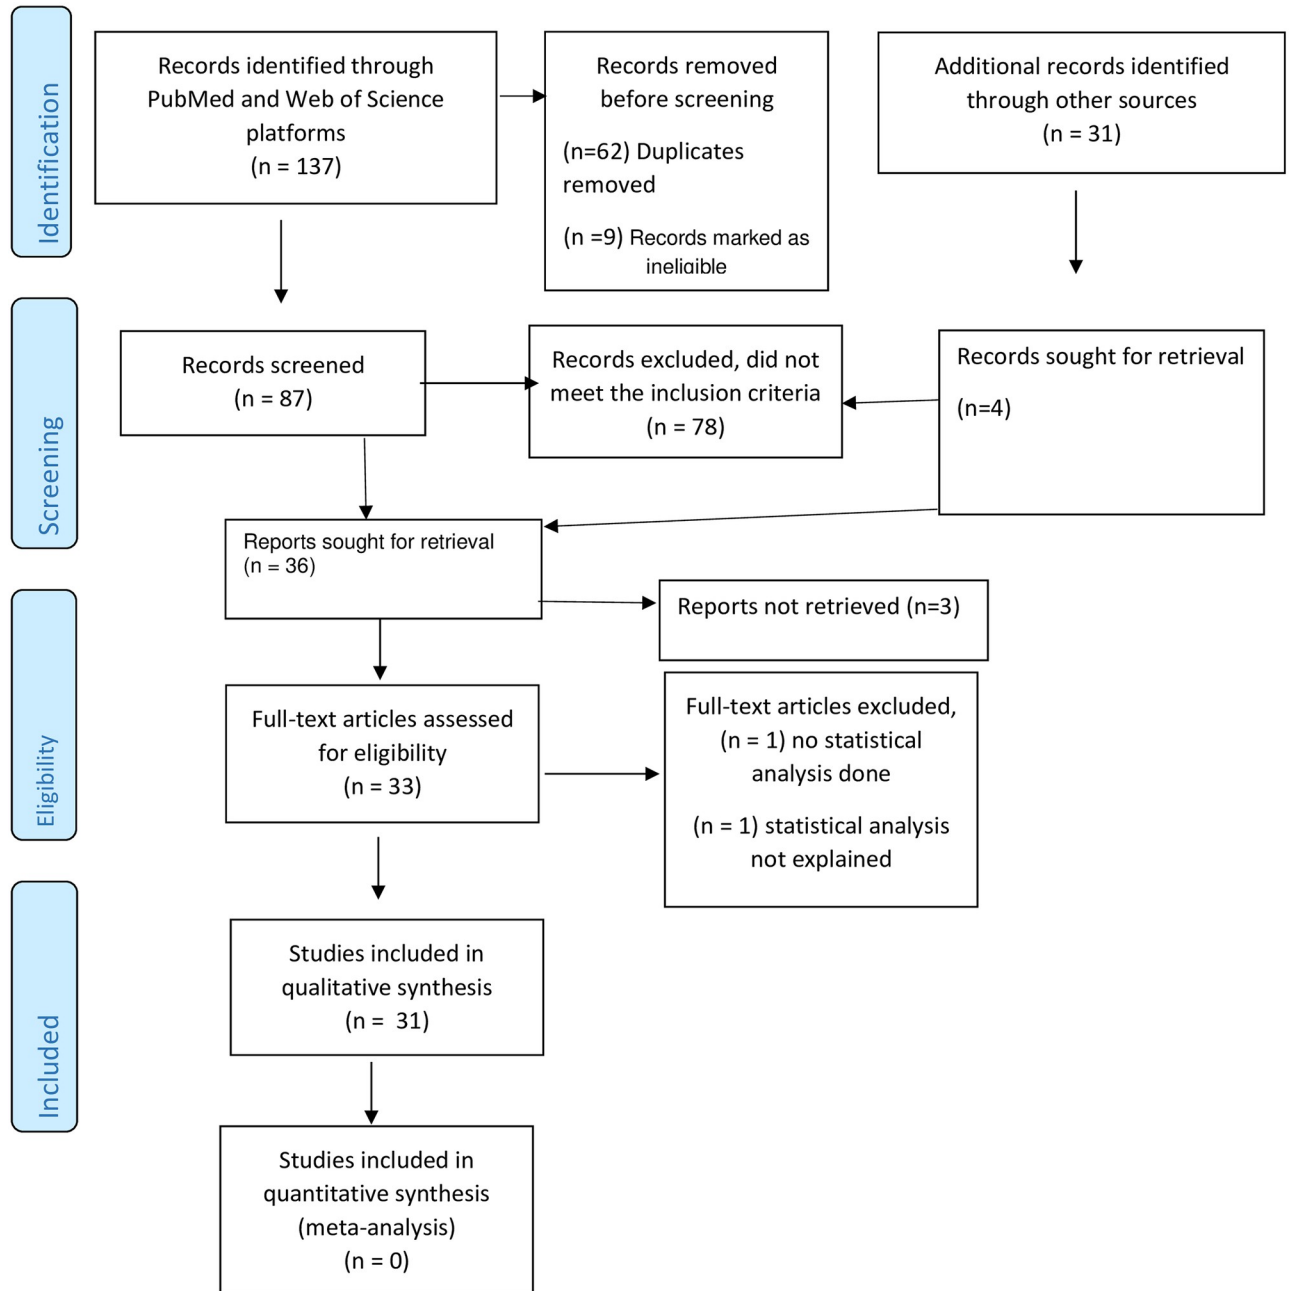 Identification
Records identified through
PubMed and Web of Science
platforms
(n = 137)
Records removed
before screening
(n=62) Duplicates
removed
(n =9) Records marked as
ineligible
Additional records identified
through other sources
(n = 31)
Screening
Records screened
(n = 87)
Records excluded, did not
meet the inclusion criteria
(n = 78)
Records sought for retrieval
(n=4)
Reports sought for retrieval
(n = 36)
Reports not retrieved (n=3)
Eligibility
Full-text articles assessed
for eligibility
(n = 33)
Full-text articles excluded,
(n = 1) no statistical
analysis done
(n = 1) statistical analysis
not explained
Included
Studies included in
qualitative synthesis
(n =  31)
Studies included in
quantitative synthesis
(meta-analysis)
(n = 0)